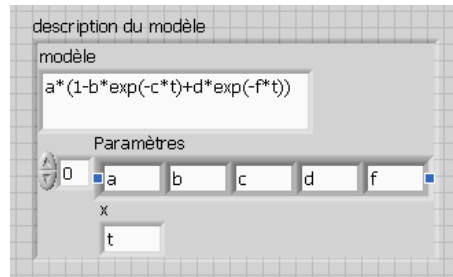 description du modèle
modèle
a*(1-b*exp(-c*t)+d*exp(-f*t))
Paramètres
0 a b c d f
x
t